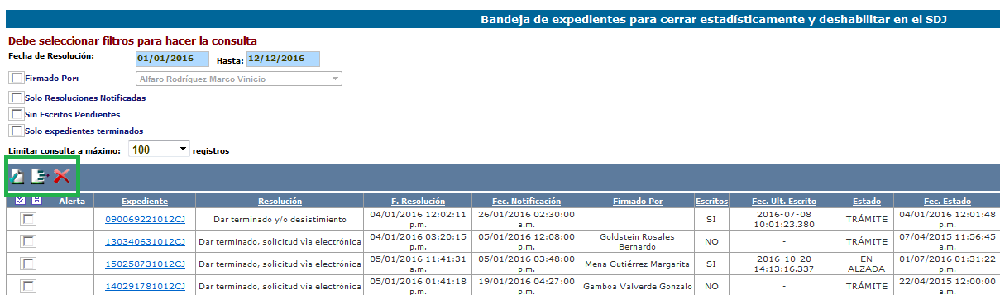 Bandeja de expedientes para cerrar estadísticamente y deshabilitar en el SDJ
Debe seleccionar filtros para hacer la consulta
Fecha de Resolución: 01/01/2016 Hasta: 12/12/2016
Firmado Por: Alfaro Rodríguez Marco Vinicio
Solo Resoluciones Notificadas
Sin Escritos Pendientes
Solo expedientes terminados
Limitar consulta a máximo: 100 registros
Alerta Expediente Resolución F. Resolución Fec. Notificación Firmado Por Escritos Fec. Ult. Escrito Estado Fec. Estado
090069221012CJ Dar terminado y/o desistimiento 04/01/2016 12:02:11 p.m. 26/01/2016 02:30:00 a.m. SI 2016-07-08 10:01:23.380 TRÁMITE 04/01/2016 12:01:48 p.m.
130340631012CJ Dar terminado, solicitud vía electrónica 04/01/2016 03:20:15 p.m. 05/01/2016 12:08:00 p.m. Goldstein Rosales Bernardo NO - TRÁMITE 07/04/2015 11:56:45 a.m.
150258731012CJ Dar terminado, solicitud vía electrónica 05/01/2016 11:41:31 a.m. 05/01/2016 03:48:00 p.m. Mena Gutiérrez Margarita SI 2016-10-20 14:13:16.337 EN ALZADA 01/07/2016 01:31:22 p.m.
140291781012CJ Dar terminado, solicitud vía electrónica 05/01/2016 01:41:18 p.m. 19/01/2016 04:27:00 p.m. Gamboa Valverde Gonzalo NO - TRÁMITE 22/04/2015 12:00:00 a.m.